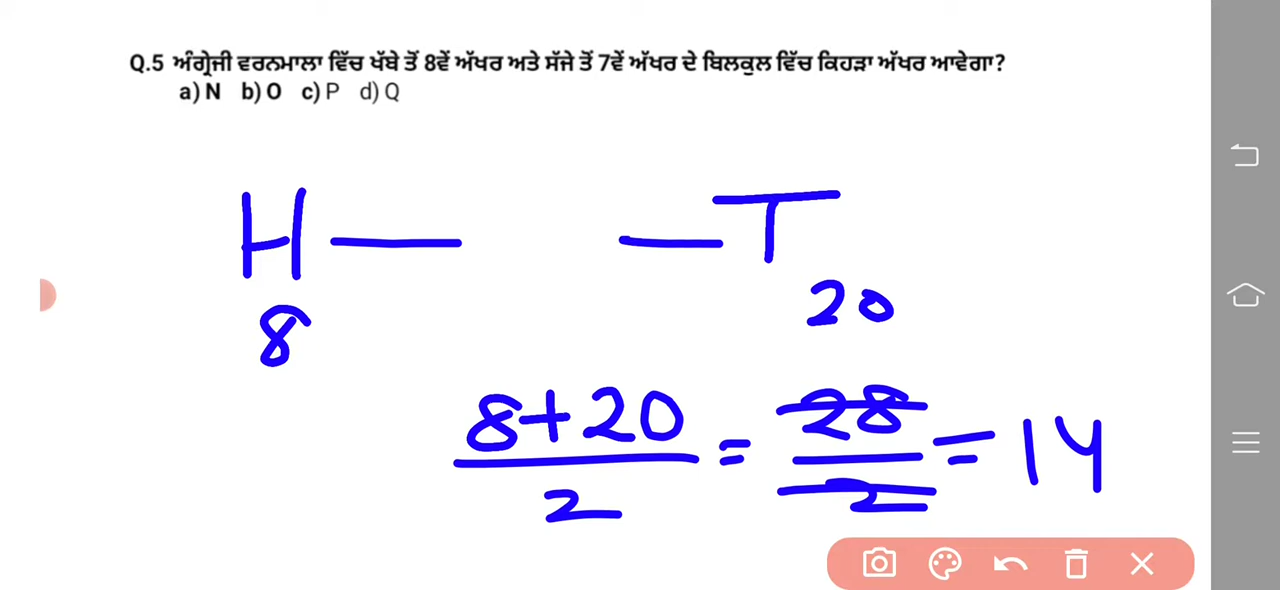 Q.5 ਅੰਗ੍ਰੇਜੀ ਵਰਨਮਾਲਾ ਵਿੱਚ ਖੱਬੇ ਤੋਂ 8ਵੇਂ ਅੱਖਰ ਅਤੇ ਸੱਜੇ ਤੋਂ 7ਵੇਂ ਅੱਖਰ ਦੇ ਬਿਲਕੁਲ ਵਿੱਚ ਕਿਹੜਾ ਅੱਖਰ ਆਵੇਗਾ?
a) N b) O c) P d) Q
H — — T
8 20
8+20 = 28 = 14
2 2